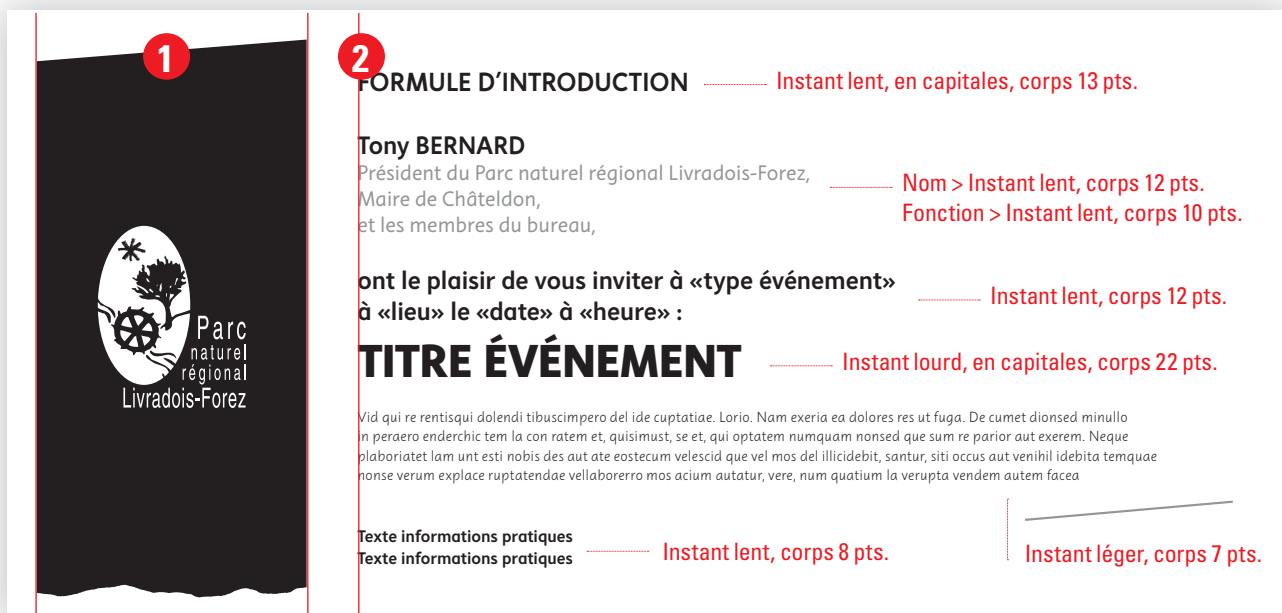 1
2
FORMULE D’INTRODUCTION
Instant lent, en capitales, corps 13 pts.
Tony BERNARD
Président du Parc naturel régional Livradois-Forez,
Maire de Châteldon,
et les membres du bureau,
Nom > Instant lent, corps 12 pts.
Fonction > Instant lent, corps 10 pts.
ont le plaisir de vous inviter à «type événement»
à «lieu» le «date» à «heure» :
Instant lent, corps 12 pts.
Parc
naturel
régional
Livradois-Forez
TITRE ÉVÉNEMENT
Instant lourd, en capitales, corps 22 pts.
Vid qui re rentisqui dolendi tibuscimpero del ide cuptatiae. Lorio. Nam exeria ea dolores res ut fuga. De cumet dionsed minullo
in peraero enderchic tem la con ratem et, quisimust, se et, qui optatem numquam nonsed que sum re parior aut exerem. Neque
plaboriatet lam unt esti nobis des aut ate eostecum velescid que vel mos del illicidebit, santur, siti occus aut venihil idebita temquae
nonse verum explace ruptatendae vellaborerro mos acium autatur, vere, num quatium la verupta vendem autem facea
Texte informations pratiques
Texte informations pratiques
Instant lent, corps 8 pts.
Instant léger, corps 7 pts.